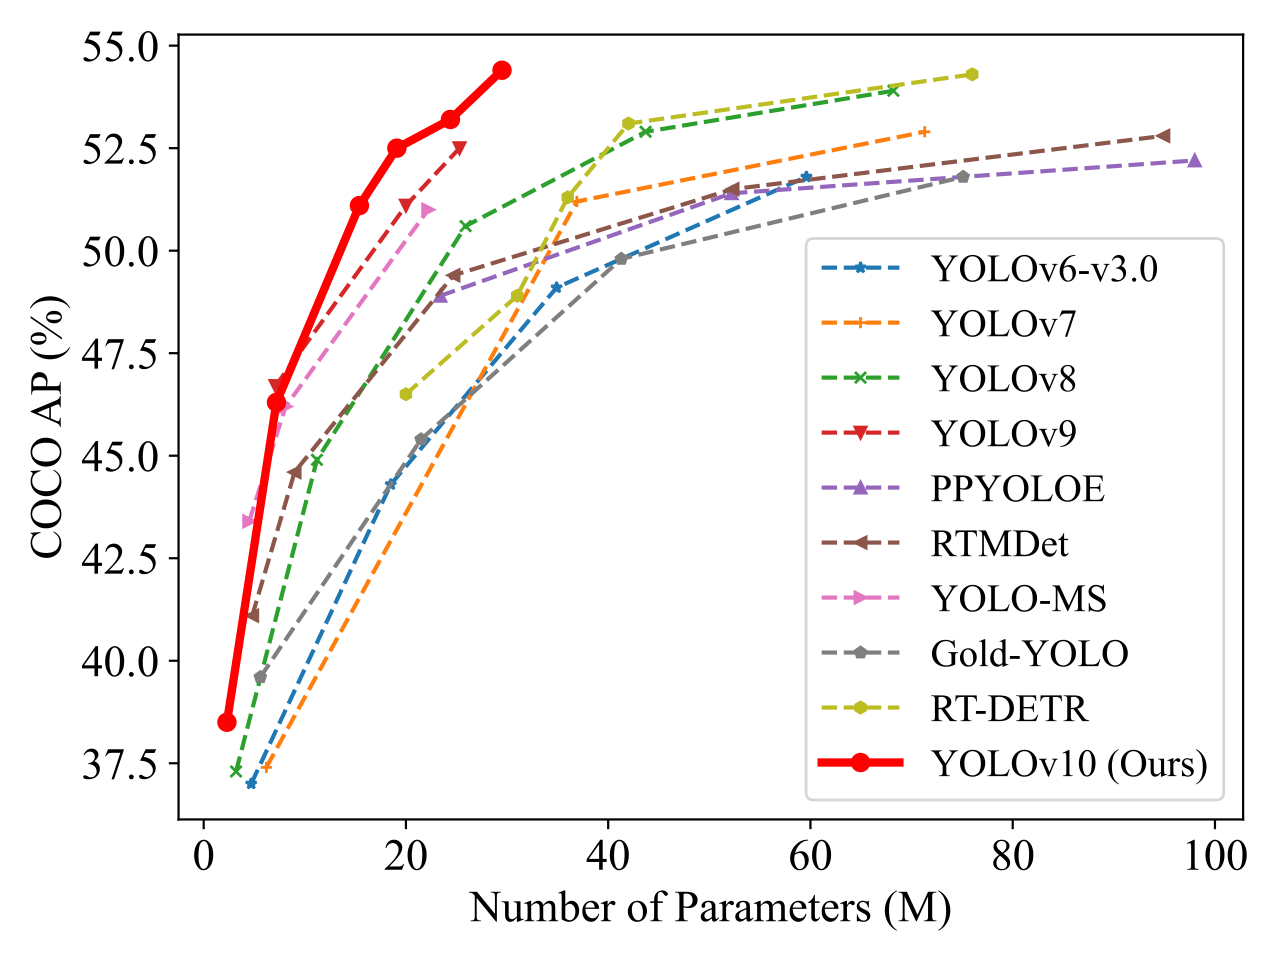 55.0
52.5
50.0
47.5
45.0
42.5
40.0
37.5
COCO AP (%)
YOLOv6-v3.0
YOLOv7
YOLOv8
YOLOv9
PPYOLOE
RTMDet
YOLO-MS
Gold-YOLO
RT-DETR
YOLOv10 (Ours)
0 20 40 60 80 100
Number of Parameters (M)